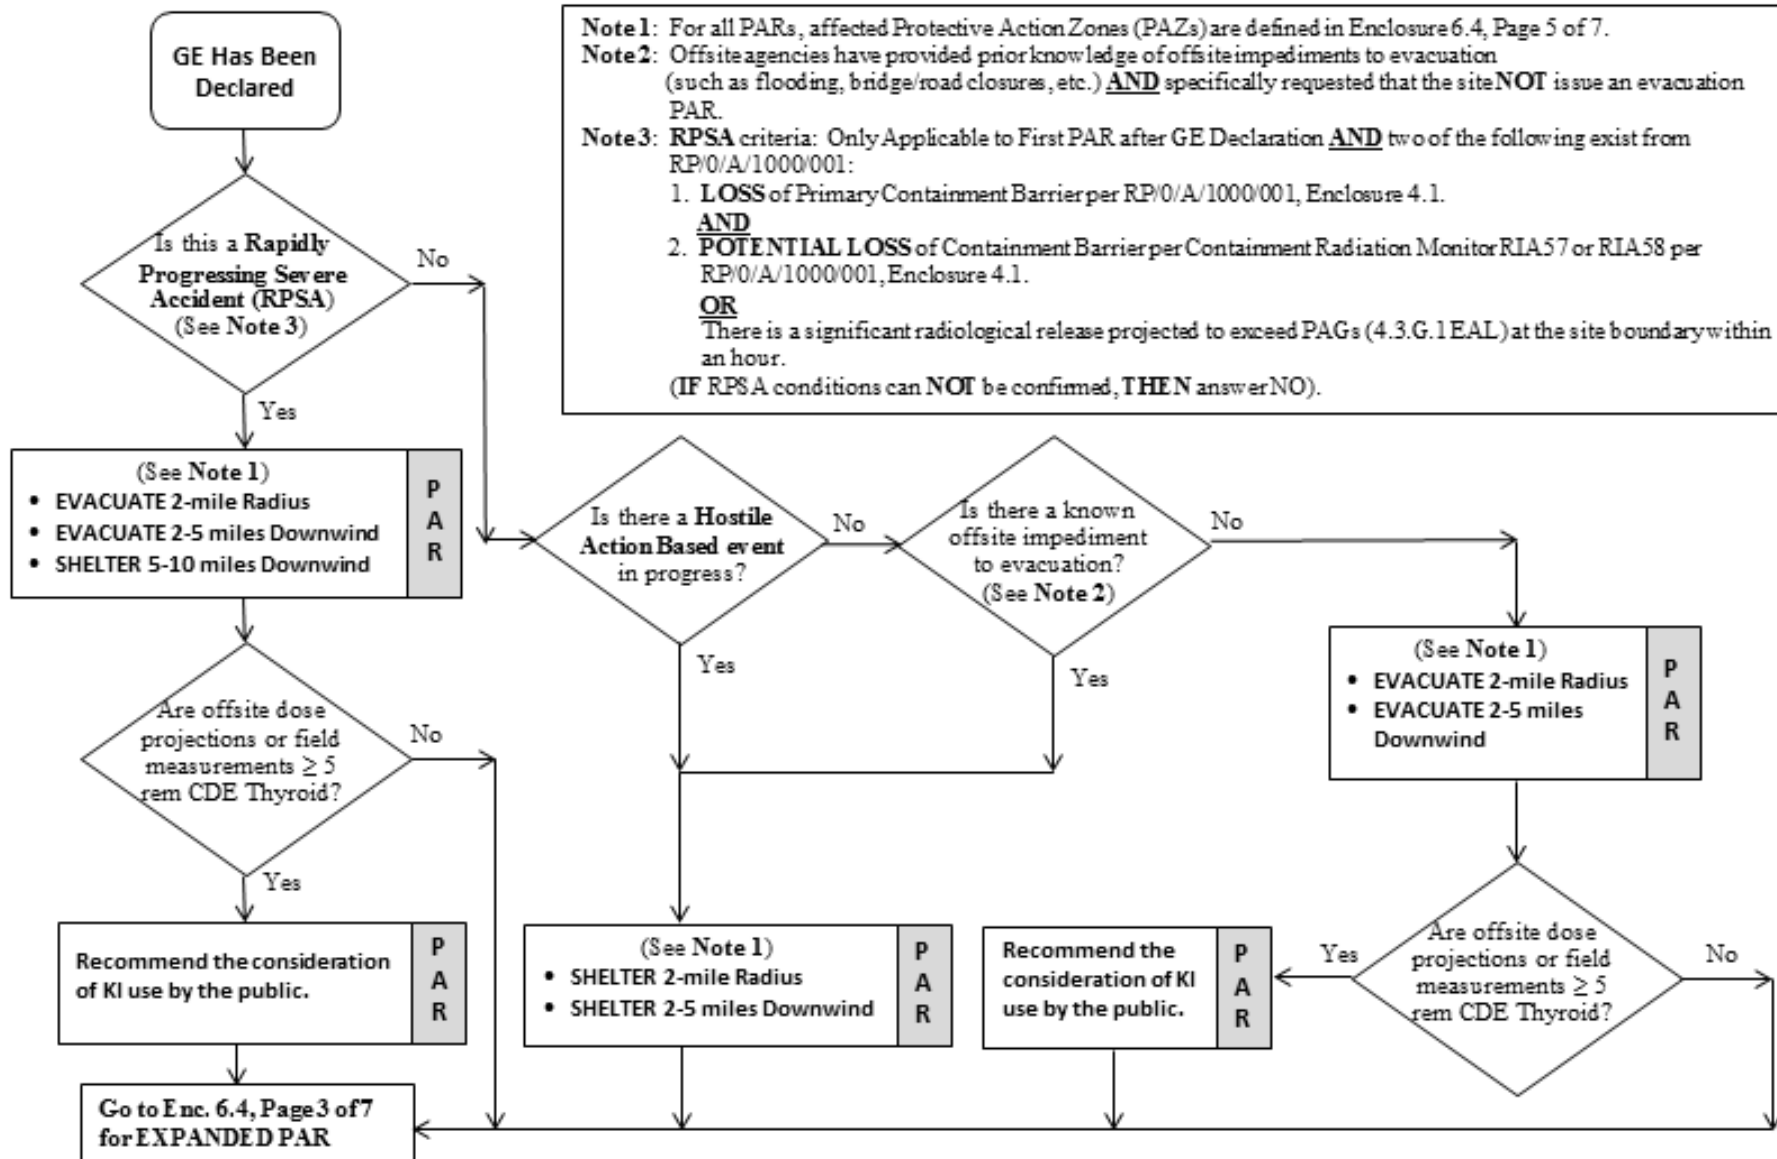 GE Has Been
Declared
Note 1: For all PARs, affected Protective Action Zones (PAZs) are defined in Enclosure 6.4, Page 5 of 7.
Note 2: Offsite agencies have provided prior knowledge of offsite impediments to evacuation
(such as flooding, bridge/road closures, etc.) AND specifically requested that the site NOT issue an evacuation
PAR.
Note 3: RPSA criteria: Only Applicable to First PAR after GE Declaration AND two of the following exist from
RP/0/A/1000/001:
1. LOSS of Primary Containment Barrier per RP/0/A/1000/001, Enclosure 4.1.
AND
2. POTENTIAL LOSS of Containment Barrier per Containment Radiation Monitor RIA 57 or RIA 58 per
RP/0/A/1000/001, Enclosure 4.1.
OR
There is a significant radiological release projected to exceed PAGs (4.3.G.1 EAL) at the site boundary within
an hour.
(IF RPSA conditions can NOT be confirmed, THEN answer NO).
Is this a Rapidly
Progressing Severe
Accident (RPSA)
(See Note 3)
No
Yes
(See Note 1)
• EVACUATE 2-mile Radius
• EVACUATE 2-5 miles Downwind
• SHELTER 5-10 miles Downwind
P
A
R
Is there a Hostile
Action Based event
in progress?
No
Yes
Is there a known
offsite impediment
to evacuation?
(See Note 2)
No
Yes
(See Note 1)
• EVACUATE 2-mile Radius
• EVACUATE 2-5 miles
Downwind
P
A
R
Are offsite dose
projections or field
measurements ≥ 5
rem CDE Thyroid?
No
Yes
Recommend the consideration
of KI use by the public.
P
A
R
(See Note 1)
• SHELTER 2-mile Radius
• SHELTER 2-5 miles Downwind
P
A
R
Recommend the
consideration of KI
use by the public.
P
A
R
Yes
Are offsite dose
projections or field
measurements ≥ 5
rem CDE Thyroid?
No
Go to Enc. 6.4, Page 3 of 7
for EXPANDED PAR